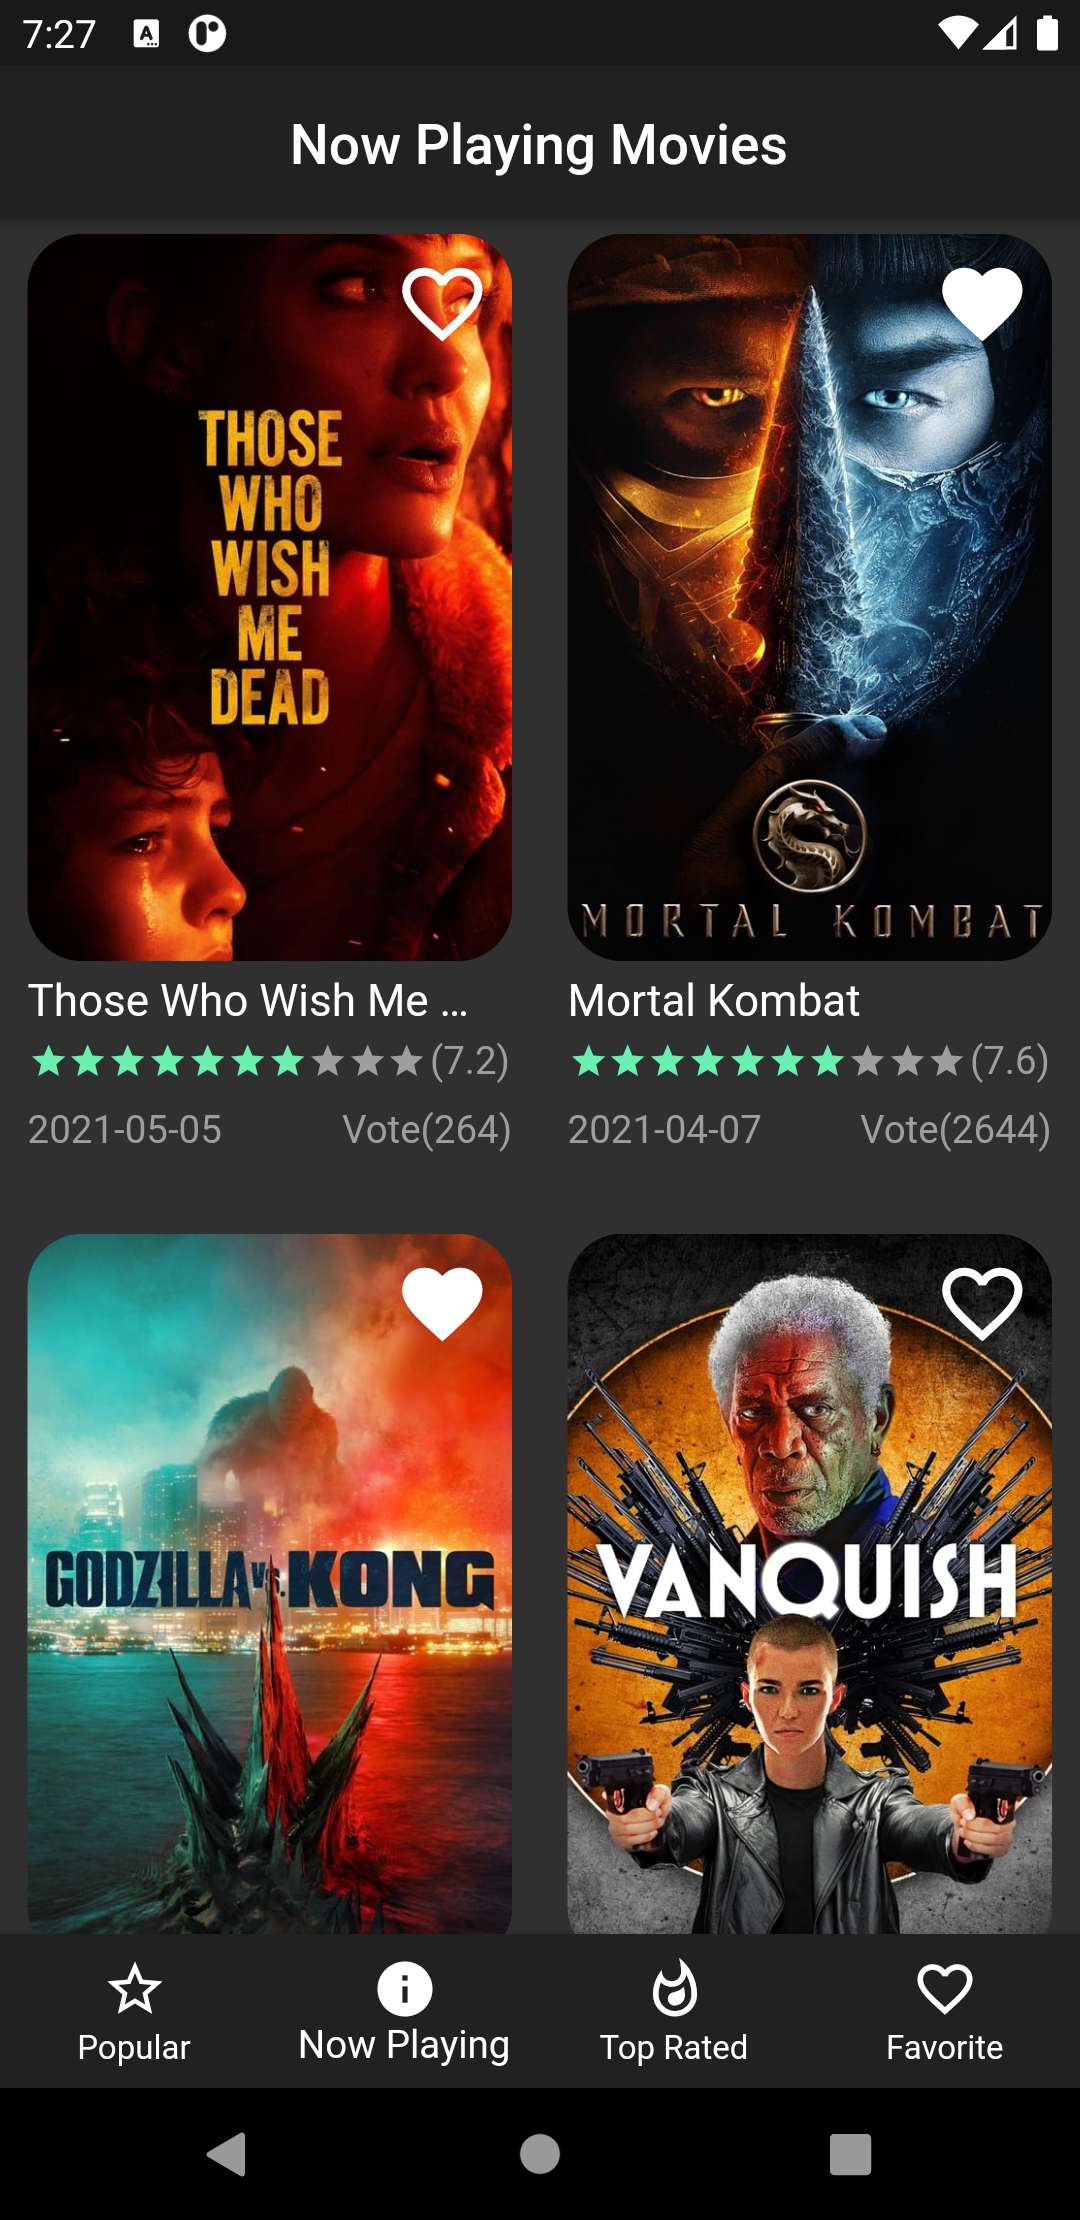 7:27
Now Playing Movies
THOSE
WHO
WISH
ME
DEAD
MORTAL KOMBAT
Those Who Wish Me ...
(7.2)
2021-05-05 Vote(264)
Mortal Kombat
(7.6)
2021-04-07 Vote(2644)
GODZILLA VS. KONG
VANQUISH
Popular
Now Playing
Top Rated
Favorite